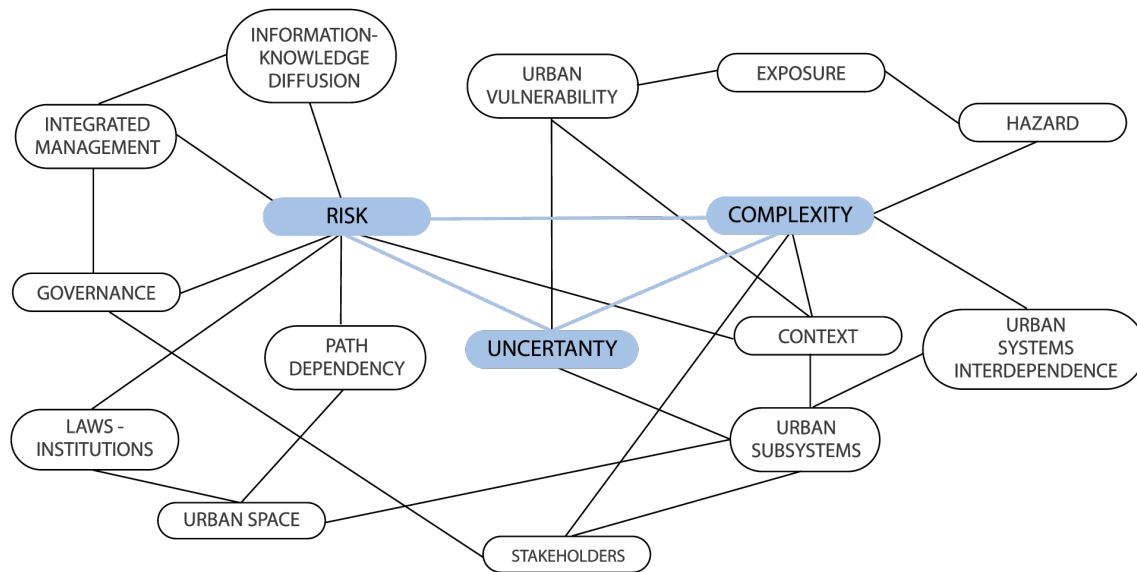 INFORMATION-
KNOWLEDGE
DIFFUSION
URBAN
VULNERABILITY
EXPOSURE
INTEGRATED
MANAGEMENT
HAZARD
RISK
COMPLEXITY
GOVERNANCE
PATH
DEPENDENCY
UNCERTANTY
CONTEXT
URBAN
SYSTEMS
INTERDEPENDENCE
LAWS -
INSTITUTIONS
URBAN
SUBSYSTEMS
URBAN SPACE
STAKEHOLDERS